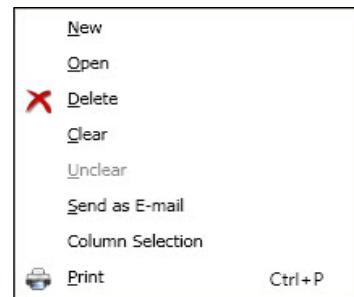 New
Open
Delete
Clear
Unclear
Send as E-mail
Column Selection
Print Ctrl+P